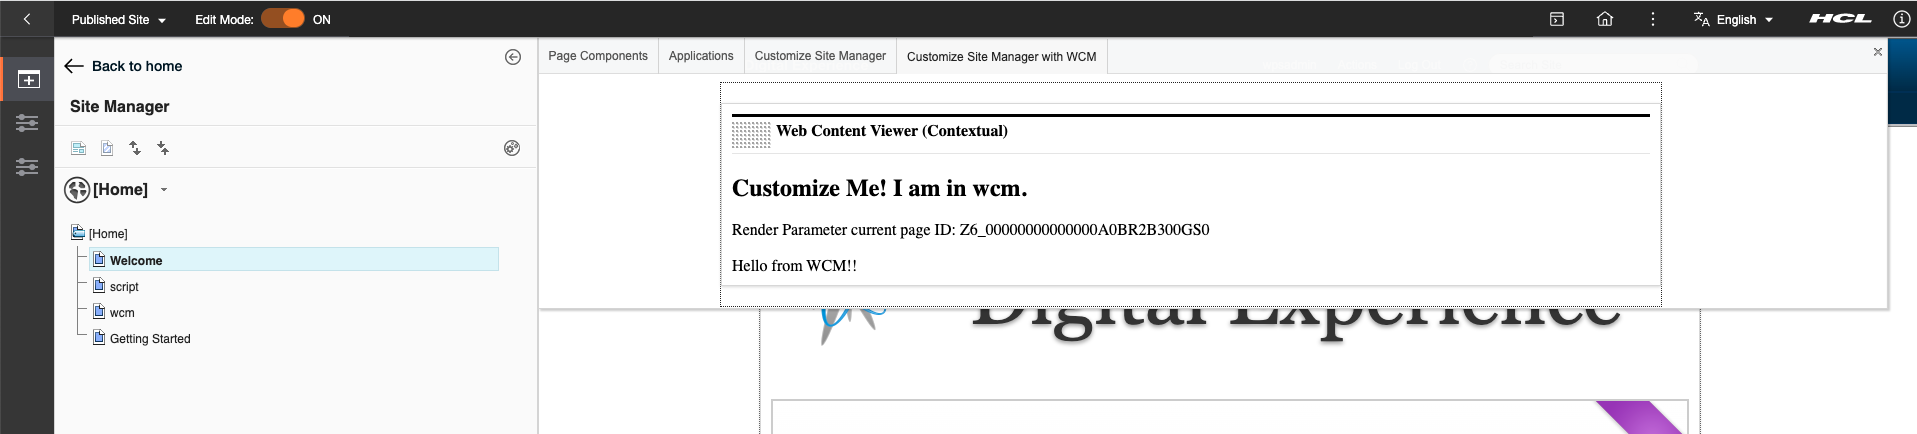 Published Site
Edit Mode: ON
English
HCL
Back to home
Site Manager
[Home]
[Home]
Welcome
script
wcm
Getting Started
Page Components
Applications
Customize Site Manager
Customize Site Manager with WCM
Web Content Viewer (Contextual)
Customize Me! I am in wcm.
Render Parameter current page ID: Z6_00000000000000A0BR2B300GS0
Hello from WCM!!
Digital Experience